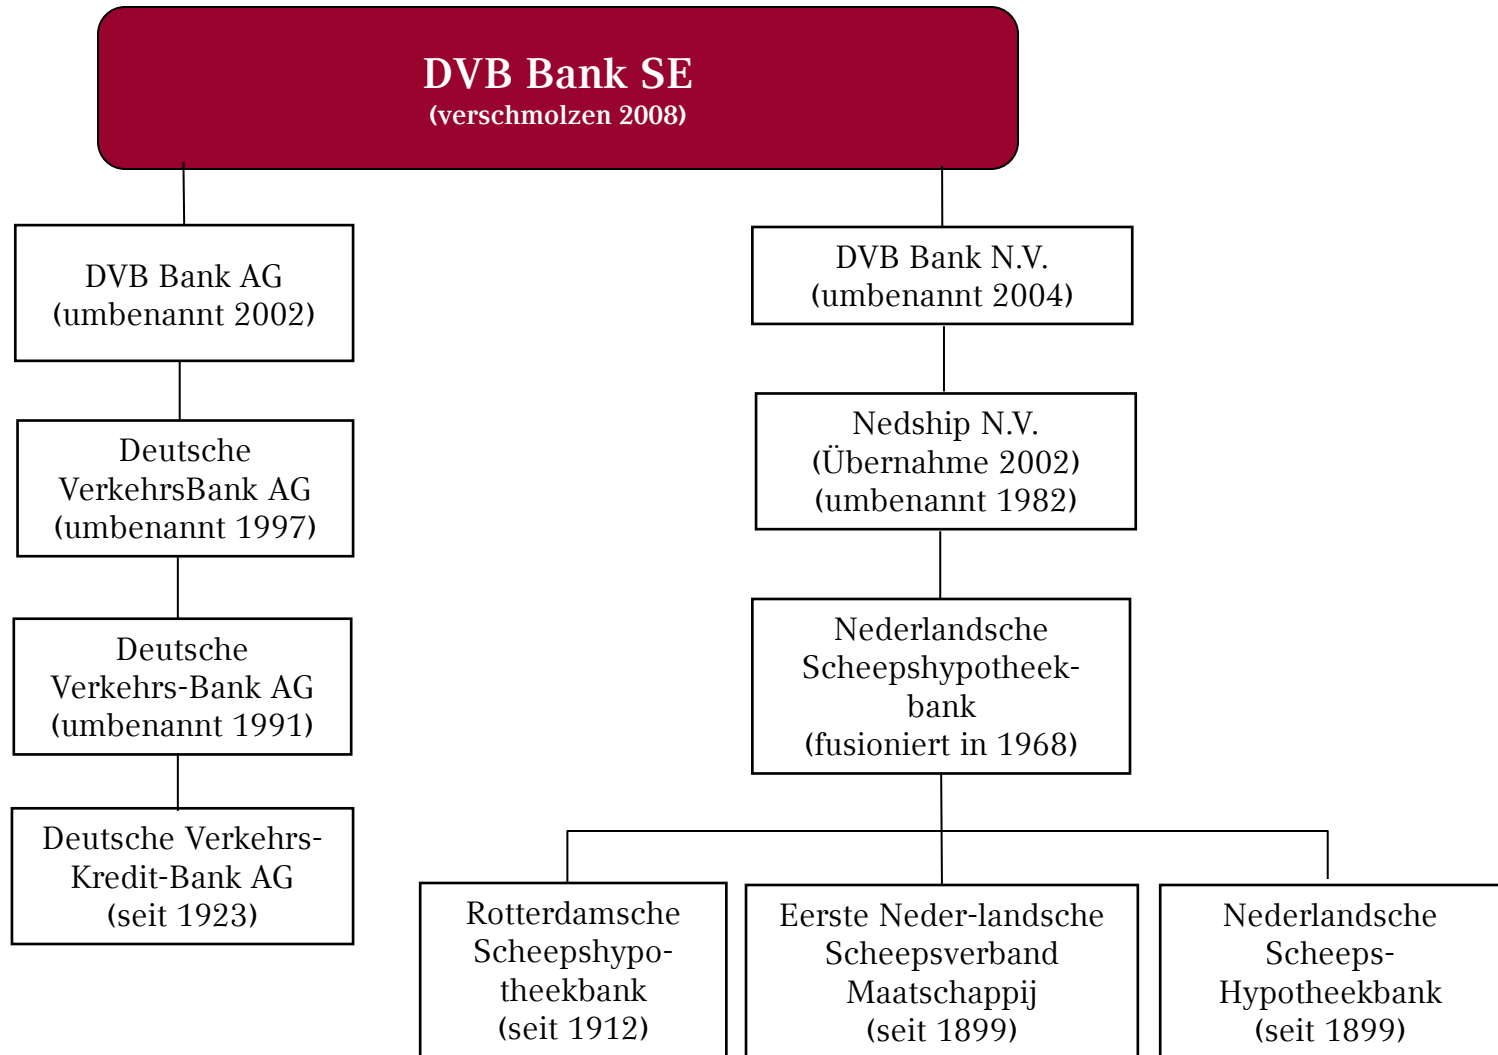 DVB Bank SE
(verschmolzen 2008)
DVB Bank AG
(umbenannt 2002)
DVB Bank N.V.
(umbenannt 2004)
Deutsche
VerkehrsBank AG
(umbenannt 1997)
Nedship N.V.
(Übernahme 2002)
(umbenannt 1982)
Deutsche
Verkehrs-Bank AG
(umbenannt 1991)
Nederlandsche
Scheepshypotheek-
bank
(fusioniert in 1968)
Deutsche Verkehrs-
Kredit-Bank AG
(seit 1923)
Rotterdamsche
Scheepshypo-
theekbank
(seit 1912)
Eerste Neder-landsche
Scheepsverband
Maatschappij
(seit 1899)
Nederlandsche
Scheeps-
Hypotheekbank
(seit 1899)